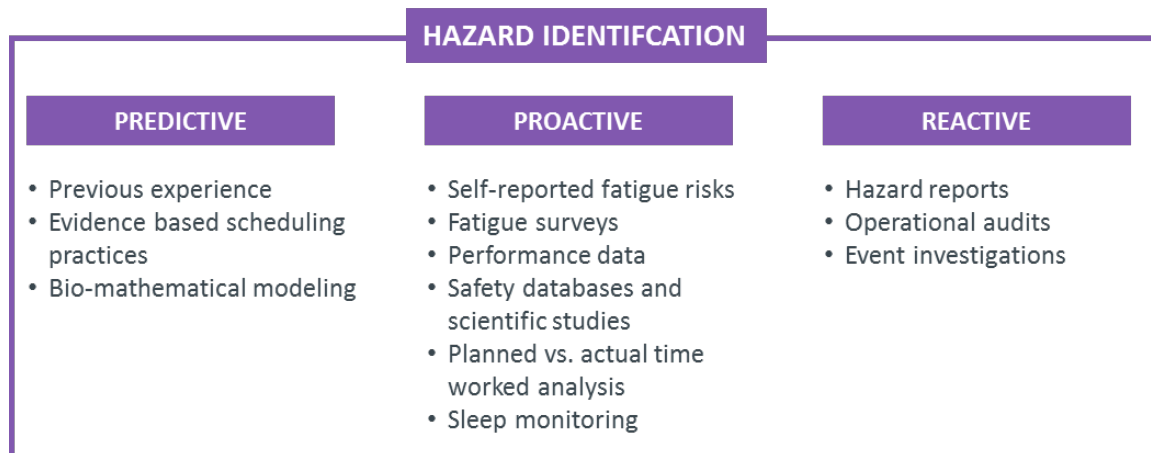 HAZARD IDENTIFCATION
PREDICTIVE
• Previous experience
• Evidence based scheduling
practices
• Bio-mathematical modeling
PROACTIVE
• Self-reported fatigue risks
• Fatigue surveys
• Performance data
• Safety databases and
scientific studies
• Planned vs. actual time
worked analysis
• Sleep monitoring
REACTIVE
• Hazard reports
• Operational audits
• Event investigations